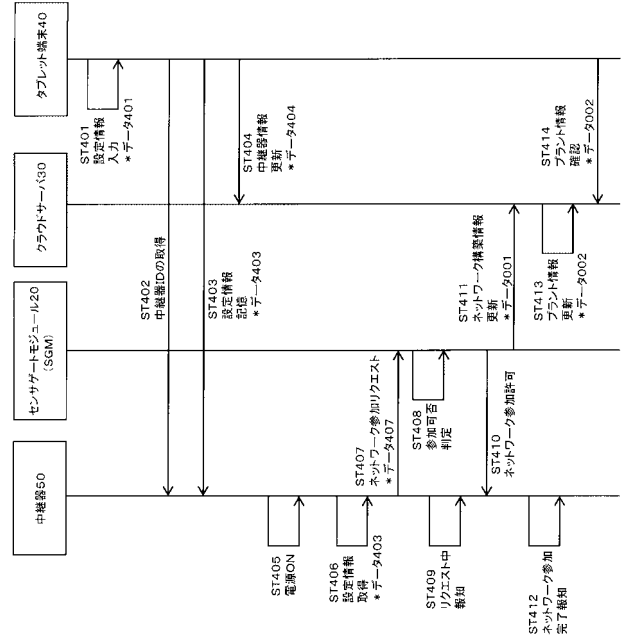 中継器50
センサゲートモジュール20
(SGM)
クラウドサーバ30
タブレット端末40
ST401
設定情報
入力
*データ401
ST402
中継器IDの取得
ST403
設定情報
記憶
*データ403
ST404
中継器情報
更新
*データ404
ST405
電源ON
ST406
設定情報
取得
*データ403
ST407
ネットワーク参加リクエスト
*データ407
ST408
参加可否
判定
ST409
リクエスト中
報知
ST410
ネットワーク参加許可
ST411
ネットワーク構築情報
更新
*データ001
ST412
ネットワーク参加
完了報知
ST413
プラント情報
更新
*データ002
ST414
プラント情報
確認
*データ002